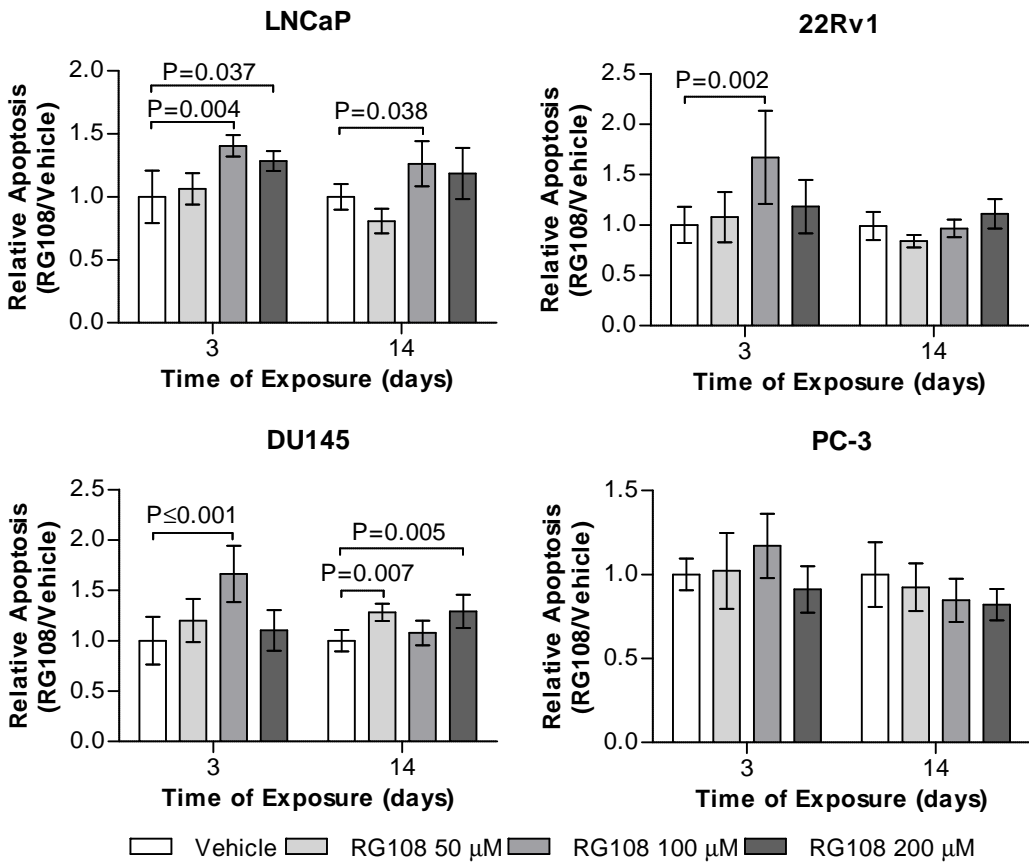 LNCaP
Relative Apoptosis
(RG108/Vehicle)
2.0
1.5
1.0
0.5
0.0
P=0.037
P=0.004
P=0.038
3
14
Time of Exposure (days)
22Rv1
Relative Apoptosis
(RG108/Vehicle)
2.5
2.0
1.5
1.0
0.5
0.0
P=0.002
3
14
Time of Exposure (days)
DU145
Relative Apoptosis
(RG108/Vehicle)
2.5
2.0
1.5
1.0
0.5
0.0
P≤0.001
P=0.005
P=0.007
3
14
Time of Exposure (days)
PC-3
Relative Apoptosis
(RG108/Vehicle)
1.5
1.0
0.5
0.0
3
14
Time of Exposure (days)
Vehicle RG108 50 μM RG108 100 μM RG108 200 μM